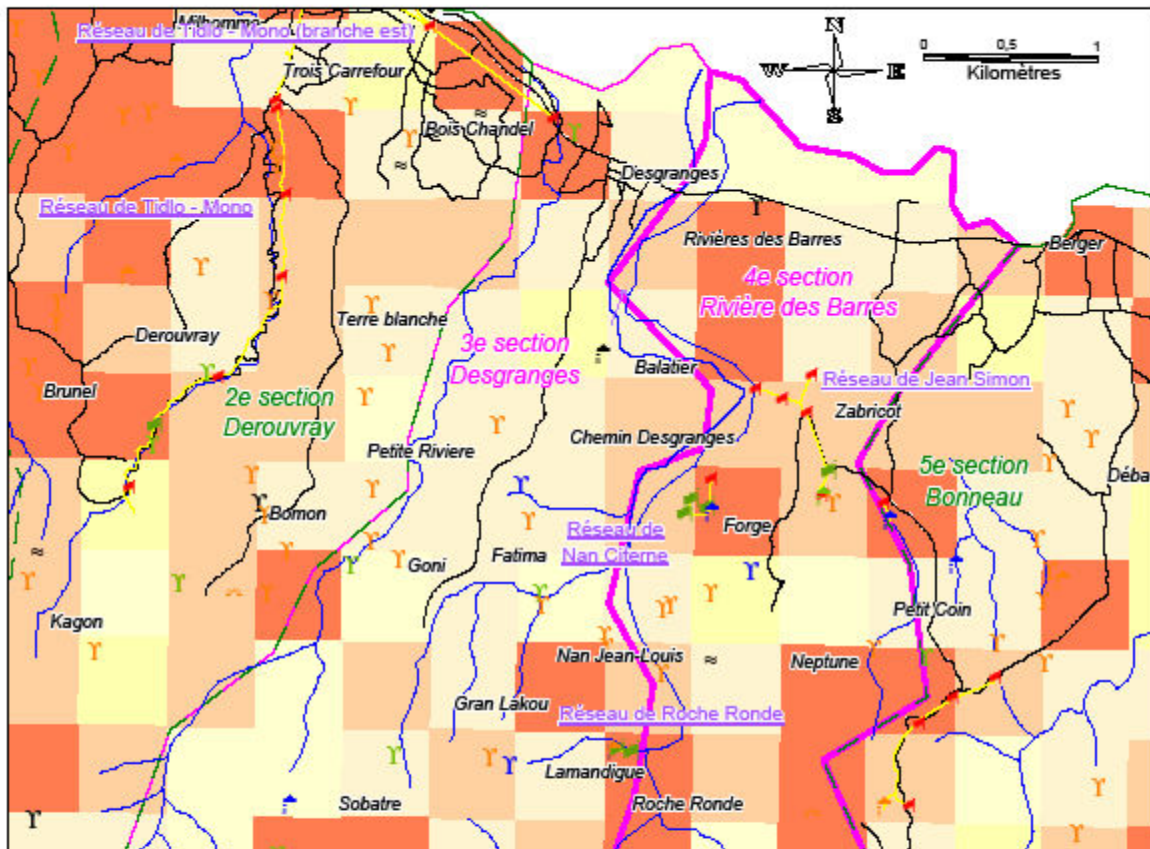 Milhomme
Réseau de Tidlo - Mono (branche est)
N
W E
S
0 0,5 1
Kilomètres
Trois Carrefour
Bois Chandel
Desgranges
Réseau de Tidlo - Mono
Rivières des Barres
Berger
4e section
Rivière des Barres
Terre blanche
Derouvray
3e section
Desgranges
Balatier
Réseau de Jean Simon
Brunel
2e section
Derouvray
Zabricot
Chemin Desgranges
Petite Riviere
5e section
Bonneau
Déba
Bomon
Forge
Réseau de
Nan Citerne
Goni
Fatima
Kagon
Petit Coin
Nan Jean-Louis
Neptune
Gran Lakou
Réseau de Roche Ronde
Lamandigue
Sobatre
Roche Ronde